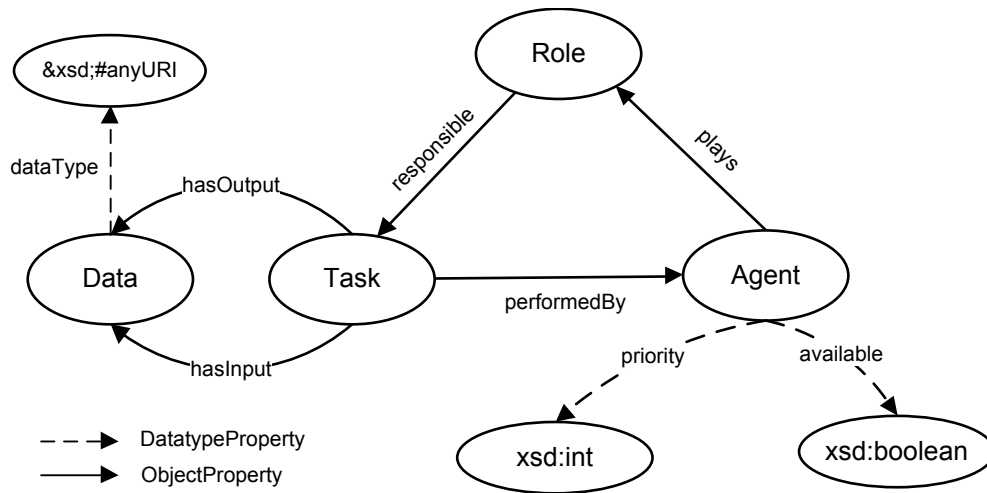 Role
&xsd;#anyURI
plays
responsible
dataType
hasOutput
Data
Task
Agent
performedBy
hasInput
priority
available
DatatypeProperty
xsd:int
xsd:boolean
ObjectProperty